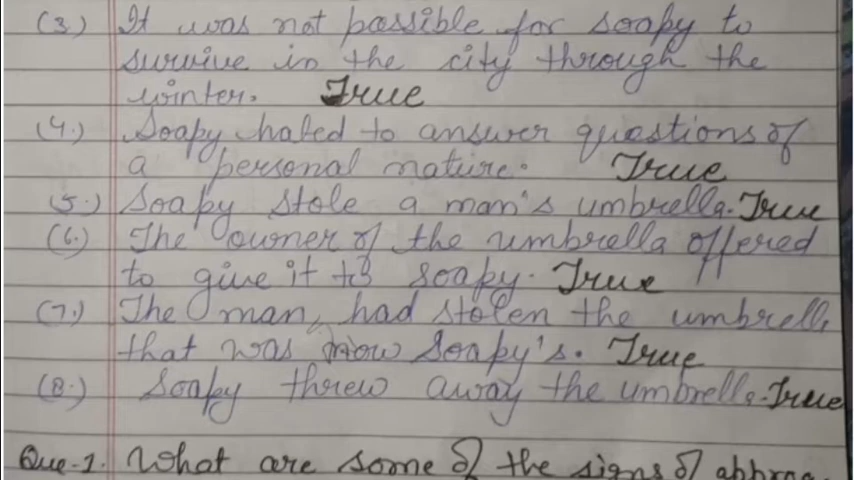 (3) It was not possible for soapy to
survive in the city through the
winter. True
(4.) Soapy hated to answer questions of
a personal nature. True
(5.) Soapy stole a man's umbrella. True
(6.) The owner of the umbrella offered
to give it to soapy. True
(7.) The man, had stolen the umbrella
that was now Soapy's. True
(8.) Soapy threw away the umbrella. True
Que-1. What are some of the signs of